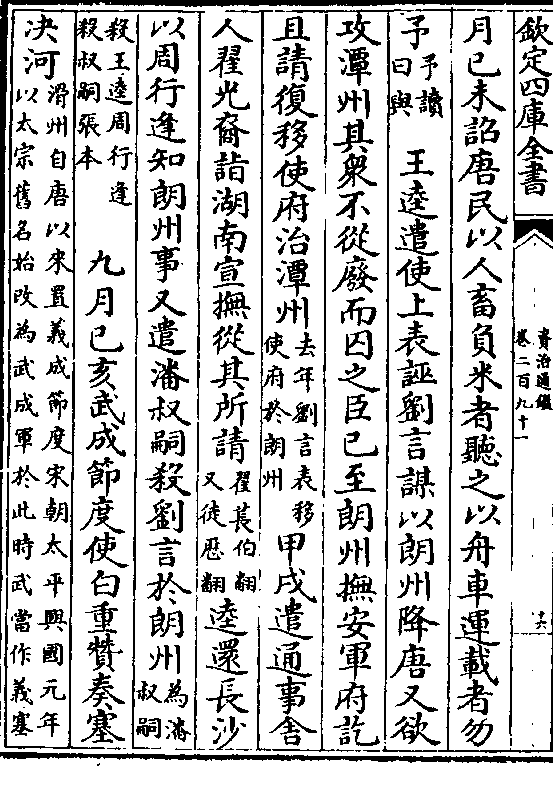 欽定四庫全書
資治通鑑
卷二百九十一
十六
月己未詔唐民以人畜負米者聽之以舟車運載者勿
予予讀
曰與
王逵遣使上表誣劉言謀以朗州降唐又欲
攻潭州其衆不從廢而囚之臣已至朗州撫安軍府訖
且請復移使府治潭州去年劉言表移
使府於朗州
甲戌遣通事舍
人翟光裔詣湖南宣撫從其所請翟萇伯翻
又徒歴翻
逵還長沙
以周行逢知朗州事又遣潘叔嗣殺劉言於朗州為潘
叔嗣
殺王逵周行逢
殺叔嗣張本
九月己亥武成節度使白重贊奏塞
决河滑州自唐以來置義成節度宋朝太平興國元年
以太宗舊名始改為武成軍於此時武當作義塞